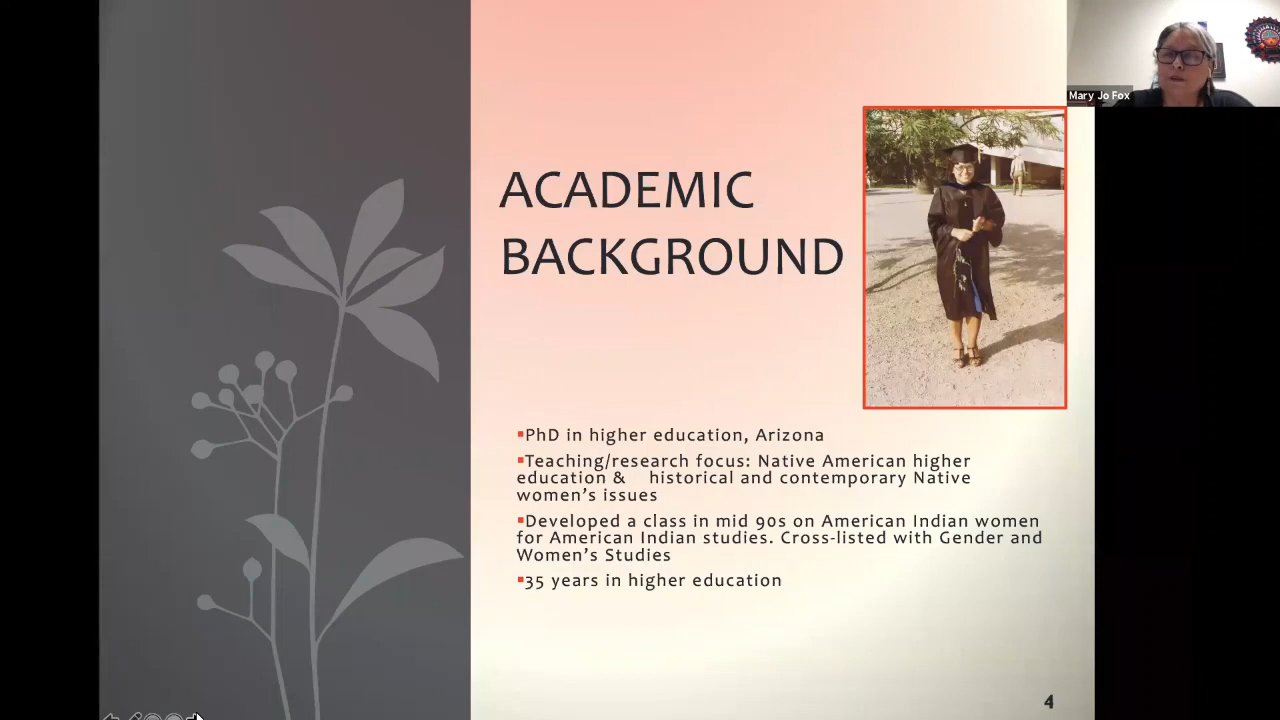 Mary Jo Fox
ACADEMIC
BACKGROUND
▪PhD in higher education, Arizona
▪Teaching/research focus: Native American higher
education & historical and contemporary Native
women’s issues
▪Developed a class in mid 90s on American Indian women
for American Indian studies. Cross-listed with Gender and
Women’s Studies
▪35 years in higher education
4